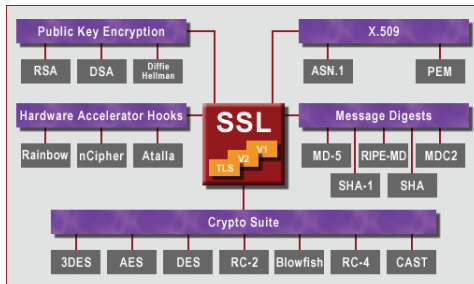 Public Key Encryption
X.509
RSA
DSA
Diffie
Hellman
ASN.1
PEM
Hardware Accelerator Hooks
SSL
V1
V2
TLS
Message Digests
Rainbow
nCipher
Atalla
MD-5
RIPE-MD
MDC2
SHA-1
SHA
Crypto Suite
3DES
AES
DES
RC-2
Blowfish
RC-4
CAST